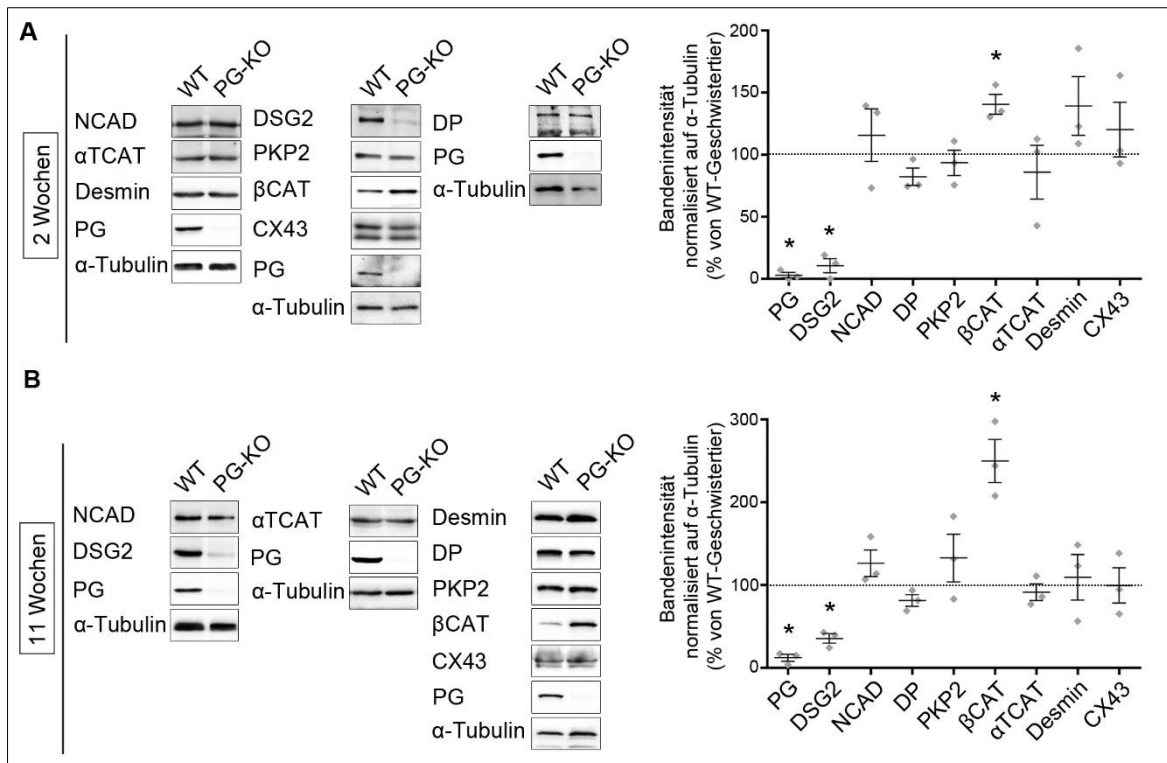 A
2 Wochen
WT PG-KO
NCAD
αTCAT
Desmin
PG
α-Tubulin
WT PG-KO
DSG2
PKP2
βCAT
CX43
PG
α-Tubulin
WT PG-KO
DP
PG
α-Tubulin
Bandenintensität
normalisiert auf α-Tubulin
(% von WT-Geschwistertier)
200
150
100
50
0
* * *
PG DSG2 NCAD DP PKP2 βCAT αTCAT Desmin CX43
B
11 Wochen
WT PG-KO
NCAD
DSG2
PG
α-Tubulin
WT PG-KO
αTCAT
PG
α-Tubulin
WT PG-KO
Desmin
DP
PKP2
βCAT
CX43
PG
α-Tubulin
Bandenintensität
normalisiert auf α-Tubulin
(% von WT-Geschwistertier)
300
200
100
0
* * *
PG DSG2 NCAD DP PKP2 βCAT αTCAT Desmin CX43